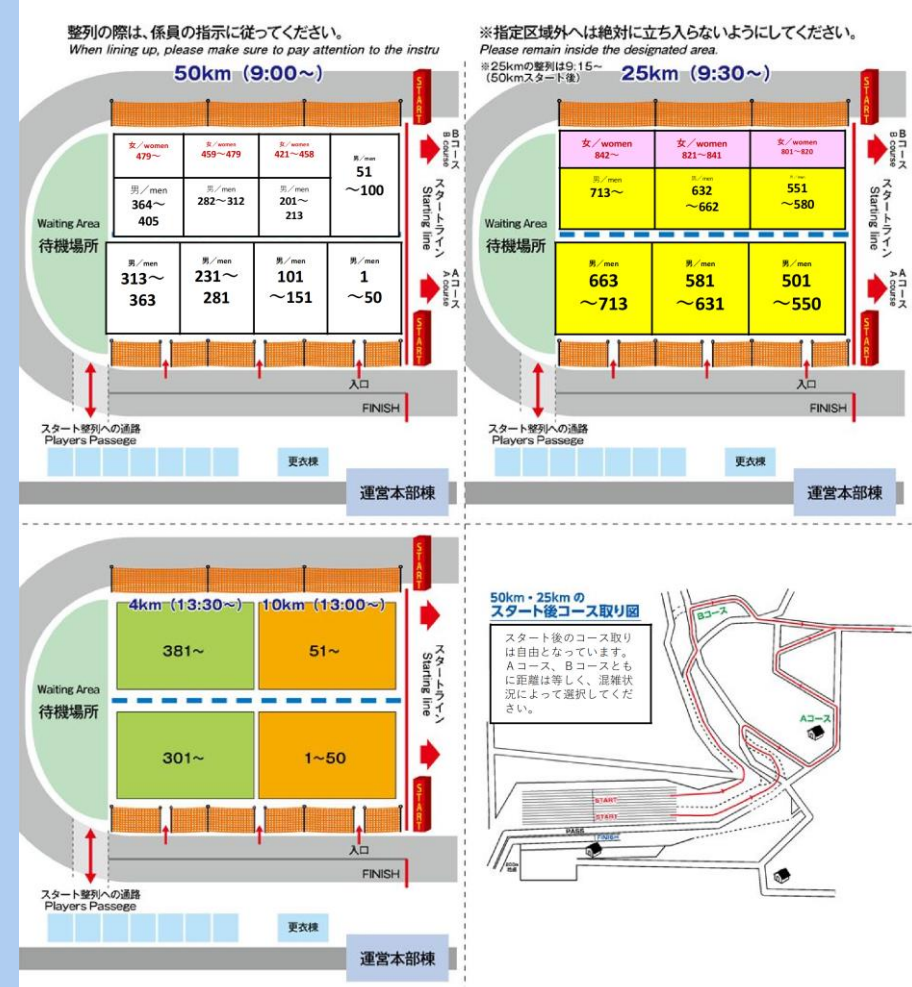 整列の際は、係員の指示に従ってください。
When lining up, please make sure to pay attention to the instru
50km（9:00～）
START
女／women
479～
女／women
459～479
女／women
421～458
男／men
51
～100
男／men
364～
405
男／men
282～312
男／men
201～
213
男／men
313～
363
男／men
231～
281
男／men
101
～151
男／men
1
～50
Waiting Area
待機場所
Bコース
B course
スタートライン
Starting line
Aコース
A course
START
入口
FINISH
スタート整列への通路
Players Passege
更衣棟
運営本部棟
※指定区域外へは絶対に立ち入らないようにしてください。
Please remain inside the designated area.
※25kmの整列は9:15～
（50kmスタート後）
25km（9:30～）
START
女／women
842～
女／women
821～841
女／women
801～820
男／men
713～
男／men
632
～662
男／men
551
～580
男／men
663
～713
男／men
581
～631
男／men
501
～550
Waiting Area
待機場所
Bコース
B course
スタートライン
Starting line
Aコース
A course
START
入口
FINISH
スタート整列への通路
Players Passege
更衣棟
運営本部棟
START
4km（13:30～）
10km（13:00～）
381～
51～
301～
1～50
Waiting Area
待機場所
スタートライン
Starting line
START
入口
FINISH
スタート整列への通路
Players Passege
更衣棟
運営本部棟
50km・25kmの
スタート後コース取り図
スタート後のコース取り
は自由となっています。
Aコース、Bコースとも
に距離は等しく、混雑状
況によって選択してくだ
さい。
Bコース
Aコース
START
START
PASS
FINISH